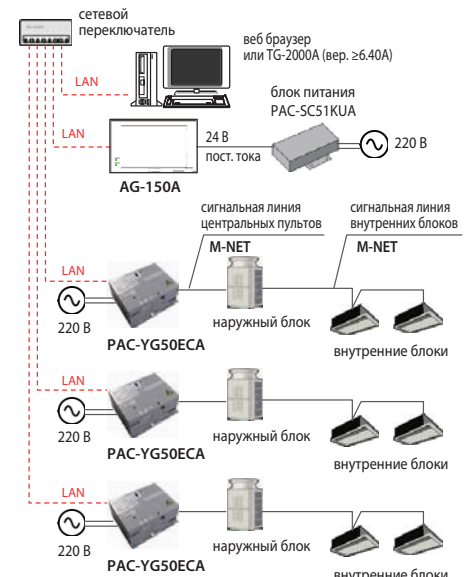 сетевой
переключатель
веб браузер
или TG-2000A (вер. ≥6.40A)
LAN
блок питания
PAC-SC51KUA
LAN
24 В
пост. тока
220 В
AG-150A
сигнальная линия
центральных пультов
M-NET
сигнальная линия
внутренних блоков
M-NET
LAN
220 В
PAC-YG50ECA
наружный блок
внутренние блоки
LAN
220 В
PAC-YG50ECA
наружный блок
внутренние блоки
LAN
220 В
PAC-YG50ECA
наружный блок
внутренние блоки